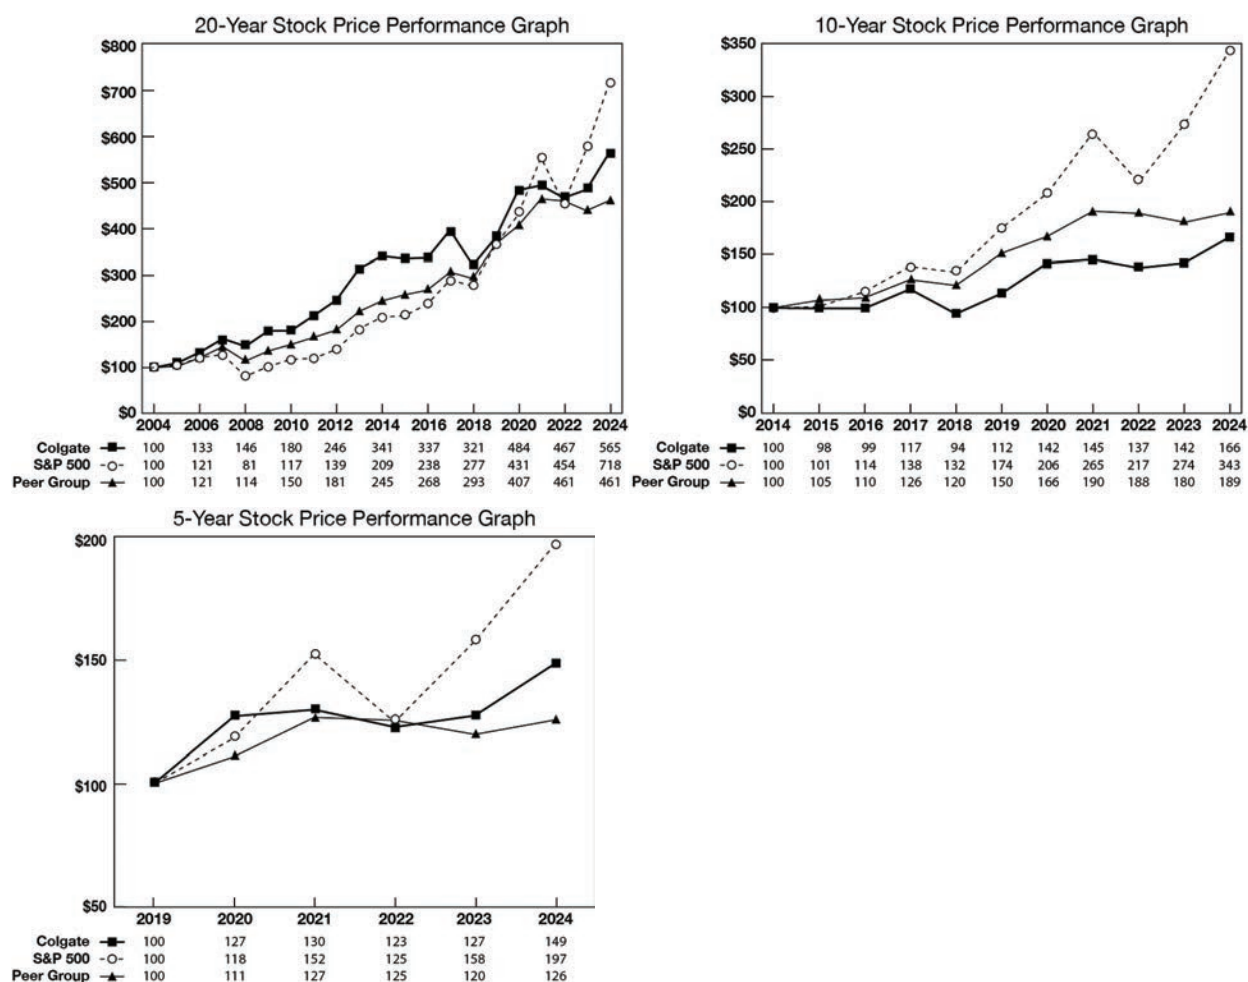 20-Year Stock Price Performance Graph
$800
$700
$600
$500
$400
$300
$200
$100
$0
2004 2006 2008 2010 2012 2014 2016 2018 2020 2022 2024
Colgate 100 133 146 180 246 341 337 321 484 467 565
S&P 500 100 121 81 117 139 209 238 277 431 454 718
Peer Group 100 121 114 150 181 245 268 293 407 461 461
10-Year Stock Price Performance Graph
$350
$300
$250
$200
$150
$100
$50
$0
2014 2015 2016 2017 2018 2019 2020 2021 2022 2023 2024
Colgate 100 98 99 117 94 112 142 145 137 142 166
S&P 500 100 101 114 138 132 174 206 265 217 274 343
Peer Group 100 105 110 126 120 150 166 190 188 180 189
5-Year Stock Price Performance Graph
$200
$150
$100
$50
2019 2020 2021 2022 2023 2024
Colgate 100 127 130 123 127 149
S&P 500 100 118 152 125 158 197
Peer Group 100 111 127 125 120 126